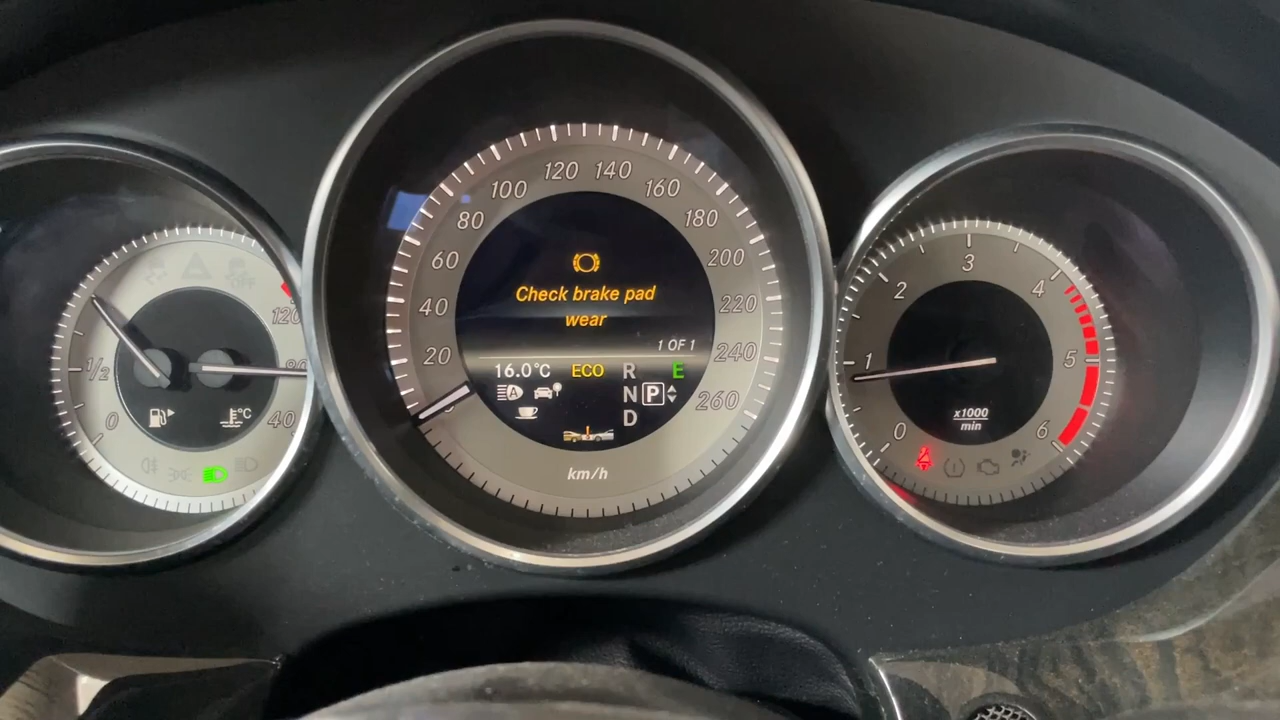 1/2
0
°C
120
80
40
OFF
120 140
100 160
80 180
60 200
40 220
20 240
260
Check brake pad
wear
1 OF 1
16.0°C ECO R E
A N P
D
km/h
3
2 4
1 5
0 6
x1000
min